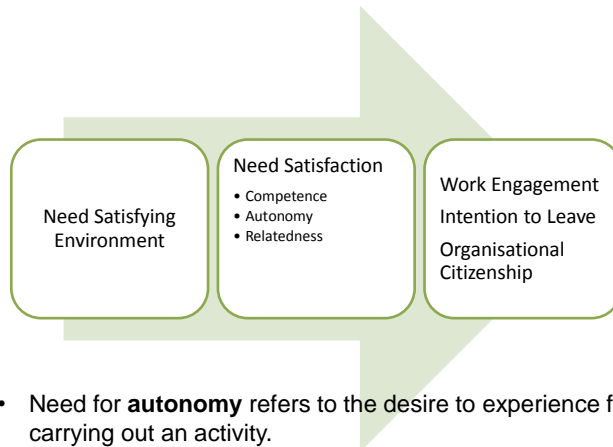 Need Satisfying
Environment
Need Satisfaction
• Competence
• Autonomy
• Relatedness
Work Engagement
Intention to Leave
Organisational
Citizenship
• Need for autonomy refers to the desire to experience
carrying out an activity.